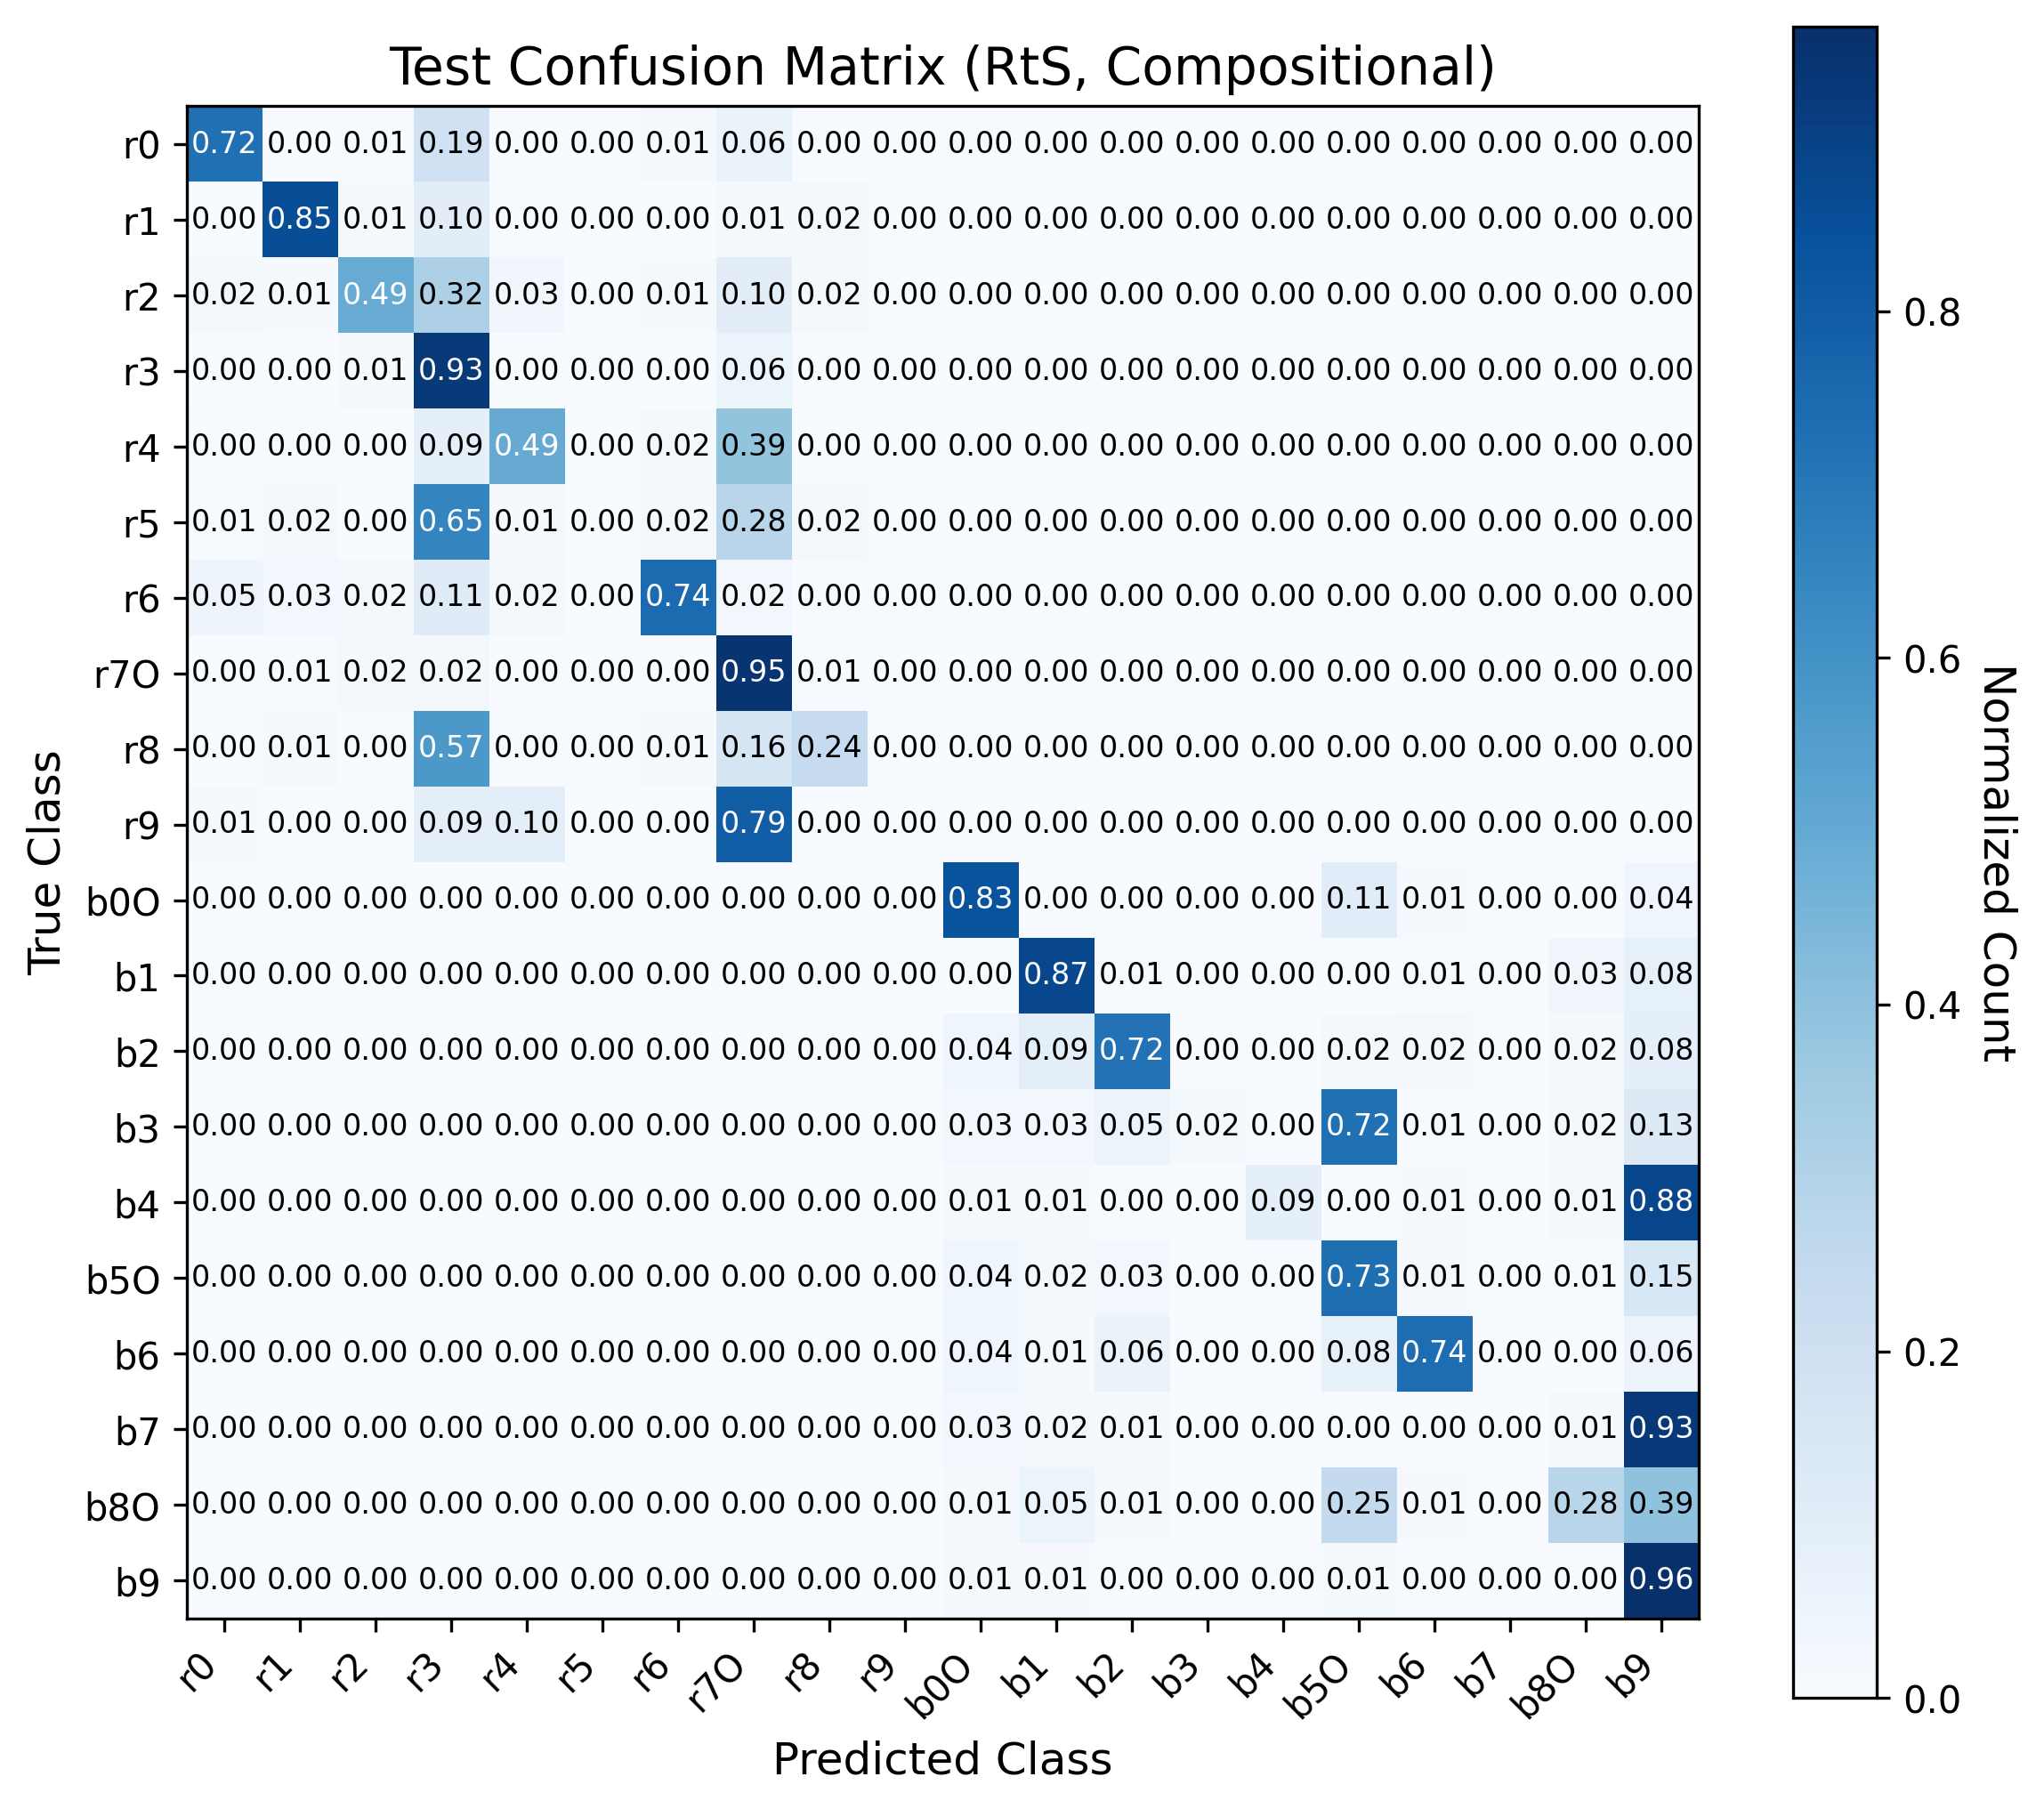 Test Confusion Matrix (RtS, Compositional)
r0 0.72 0.00 0.01 0.19 0.00 0.00 0.01 0.06 0.00 0.00 0.00 0.00 0.00 0.00 0.00 0.00 0.00 0.00 0.00 0.00
r1 0.00 0.85 0.01 0.10 0.00 0.00 0.00 0.01 0.02 0.00 0.00 0.00 0.00 0.00 0.00 0.00 0.00 0.00 0.00 0.00
r2 0.02 0.01 0.49 0.32 0.03 0.00 0.01 0.10 0.02 0.00 0.00 0.00 0.00 0.00 0.00 0.00 0.00 0.00 0.00 0.00
r3 0.00 0.00 0.01 0.93 0.00 0.00 0.00 0.06 0.00 0.00 0.00 0.00 0.00 0.00 0.00 0.00 0.00 0.00 0.00 0.00
r4 0.00 0.00 0.00 0.09 0.49 0.00 0.02 0.39 0.00 0.00 0.00 0.00 0.00 0.00 0.00 0.00 0.00 0.00 0.00 0.00
r5 0.01 0.02 0.00 0.65 0.01 0.00 0.02 0.28 0.02 0.00 0.00 0.00 0.00 0.00 0.00 0.00 0.00 0.00 0.00 0.00
r6 0.05 0.03 0.02 0.11 0.02 0.00 0.74 0.02 0.00 0.00 0.00 0.00 0.00 0.00 0.00 0.00 0.00 0.00 0.00 0.00
r7O 0.00 0.01 0.02 0.02 0.00 0.00 0.00 0.95 0.01 0.00 0.00 0.00 0.00 0.00 0.00 0.00 0.00 0.00 0.00 0.00
r8 0.00 0.01 0.00 0.57 0.00 0.00 0.01 0.16 0.24 0.00 0.00 0.00 0.00 0.00 0.00 0.00 0.00 0.00 0.00 0.00
r9 0.01 0.00 0.00 0.09 0.10 0.00 0.00 0.79 0.00 0.00 0.00 0.00 0.00 0.00 0.00 0.00 0.00 0.00 0.00 0.00
b0O 0.00 0.00 0.00 0.00 0.00 0.00 0.00 0.00 0.00 0.00 0.83 0.00 0.00 0.00 0.00 0.11 0.01 0.00 0.00 0.04
b1 0.00 0.00 0.00 0.00 0.00 0.00 0.00 0.00 0.00 0.00 0.00 0.87 0.01 0.00 0.00 0.00 0.01 0.00 0.03 0.08
b2 0.00 0.00 0.00 0.00 0.00 0.00 0.00 0.00 0.00 0.00 0.04 0.09 0.72 0.00 0.00 0.02 0.02 0.00 0.02 0.08
b3 0.00 0.00 0.00 0.00 0.00 0.00 0.00 0.00 0.00 0.00 0.03 0.03 0.05 0.02 0.00 0.72 0.01 0.00 0.02 0.13
b4 0.00 0.00 0.00 0.00 0.00 0.00 0.00 0.00 0.00 0.00 0.01 0.01 0.00 0.00 0.09 0.00 0.01 0.00 0.01 0.88
b5O 0.00 0.00 0.00 0.00 0.00 0.00 0.00 0.00 0.00 0.00 0.04 0.02 0.03 0.00 0.00 0.73 0.01 0.00 0.01 0.15
b6 0.00 0.00 0.00 0.00 0.00 0.00 0.00 0.00 0.00 0.00 0.04 0.01 0.06 0.00 0.00 0.08 0.74 0.00 0.00 0.06
b7 0.00 0.00 0.00 0.00 0.00 0.00 0.00 0.00 0.00 0.00 0.03 0.02 0.01 0.00 0.00 0.00 0.00 0.00 0.01 0.93
b8O 0.00 0.00 0.00 0.00 0.00 0.00 0.00 0.00 0.00 0.00 0.01 0.05 0.01 0.00 0.00 0.25 0.01 0.00 0.28 0.39
b9 0.00 0.00 0.00 0.00 0.00 0.00 0.00 0.00 0.00 0.00 0.01 0.01 0.00 0.00 0.00 0.01 0.00 0.00 0.00 0.96
r0 r1 r2 r3 r4 r5 r6 r7O r8 r9 b0O b1 b2 b3 b4 b5O b6 b7 b8O b9
Predicted Class
True Class
0.8
0.6
0.4
0.2
0.0
Normalized Count